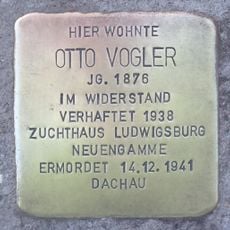 HIER WOHNTE
OTTO VOGLER
JG. 1876
IM WIDERSTAND
VERHAFTET 1938
ZUCHTHAUS LUDWIGSBURG
NEUENGAMME
ERMORDET 14.12.1941
DACHAU